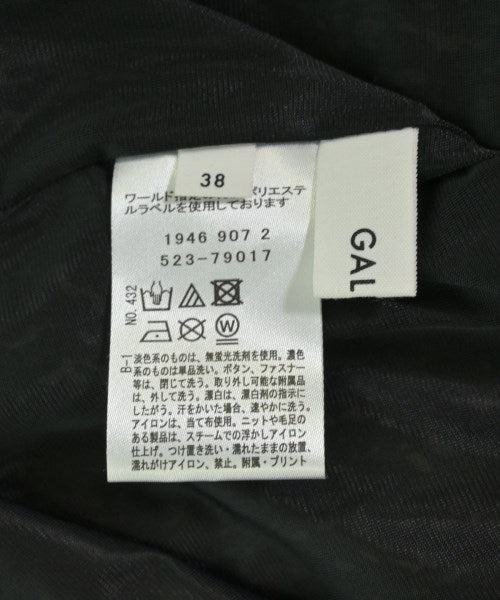 38
ワールド指定の ポリエステ
ルラベルを使用しております
1946 907 2
523-79017
NO.432
W
B-1
淡色系のものは、無蛍光洗剤を使用。濃色
系のものは単品洗い。ボタン、ファスナー
等は、閉じて洗う。取り外し可能な附属品
は、外して洗う。漂白は、漂白剤の指示に
したがう。汗をかいた場合、速やかに洗う。
アイロンは、当て布使用。ニットや毛足の
ある製品は、スチームでの浮かしアイロン
仕上げ。つけ置き洗い・濡れたままの放置、
濡れがけアイロン、禁止。附属・プリント
GAL